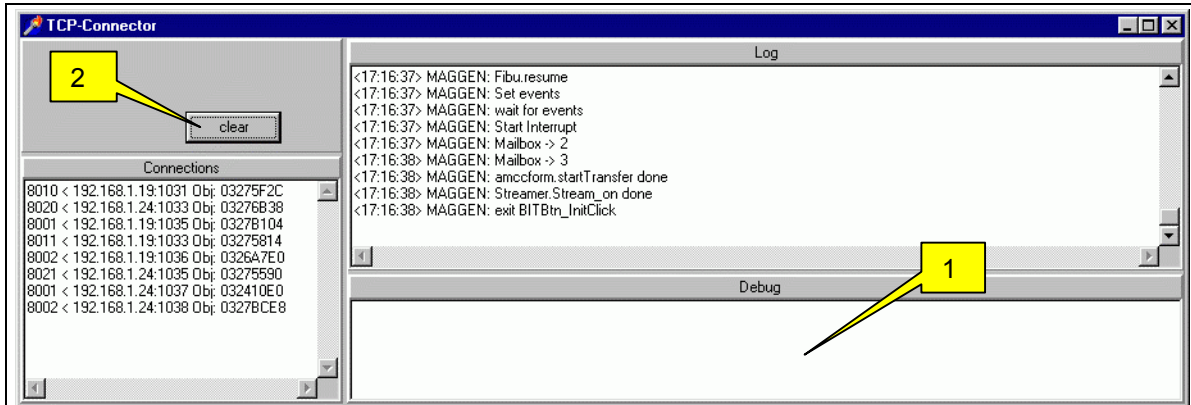 TCP-Connector
2
clear
Connections
8010 < 192.168.1.19:1031 Obj: 03275F2C
8020 < 192.168.1.24:1033 Obj: 03276B38
8001 < 192.168.1.19:1035 Obj: 0327B104
8011 < 192.168.1.19:1033 Obj: 03275814
8002 < 192.168.1.19:1036 Obj: 0326A7E0
8021 < 192.168.1.24:1035 Obj: 03275590
8001 < 192.168.1.24:1037 Obj: 032410E0
8002 < 192.168.1.24:1038 Obj: 0327BCE8
Log
<17:16:37> MAGGEN: Fibu.resume
<17:16:37> MAGGEN: Set events
<17:16:37> MAGGEN: wait for events
<17:16:37> MAGGEN: Start Interrupt
<17:16:37> MAGGEN: Mailbox -> 2
<17:16:38> MAGGEN: Mailbox -> 3
<17:16:38> MAGGEN: amccform.startTransfer done
<17:16:38> MAGGEN: Streamer.Stream_on done
<17:16:38> MAGGEN: exit BITBtn_InitClick
1
Debug